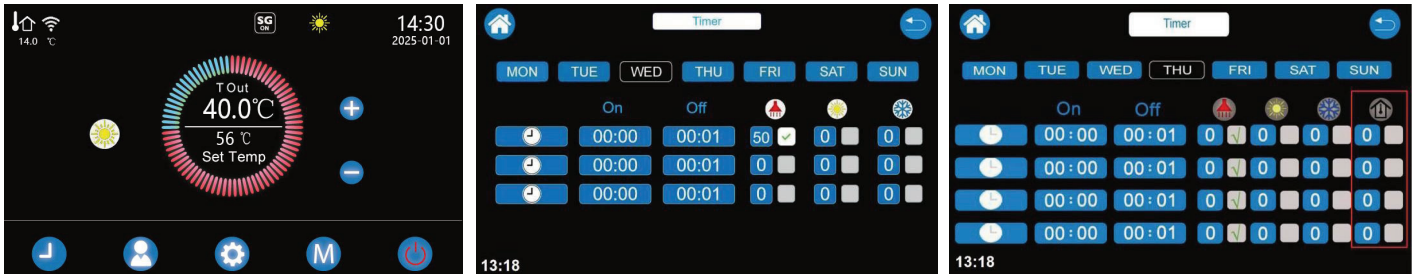 SG
ON
14:30
2025-01-01
14.0 ℃
T Out
40.0℃
56 ℃
Set Temp
M
Timer
MON TUE WED THU FRI SAT SUN
On Off
00:00 00:01 50 0 0
00:00 00:01 0 0 0
00:00 00:01 0 0 0
13:18
Timer
MON TUE WED THU FRI SAT SUN
On Off
00:00 00:01 0 √ 0 0 0
00:00 00:01 0 √ 0 0 0
00:00 00:01 0 √ 0 0 0
00:00 00:01 0 √ 0 0 0
13:18